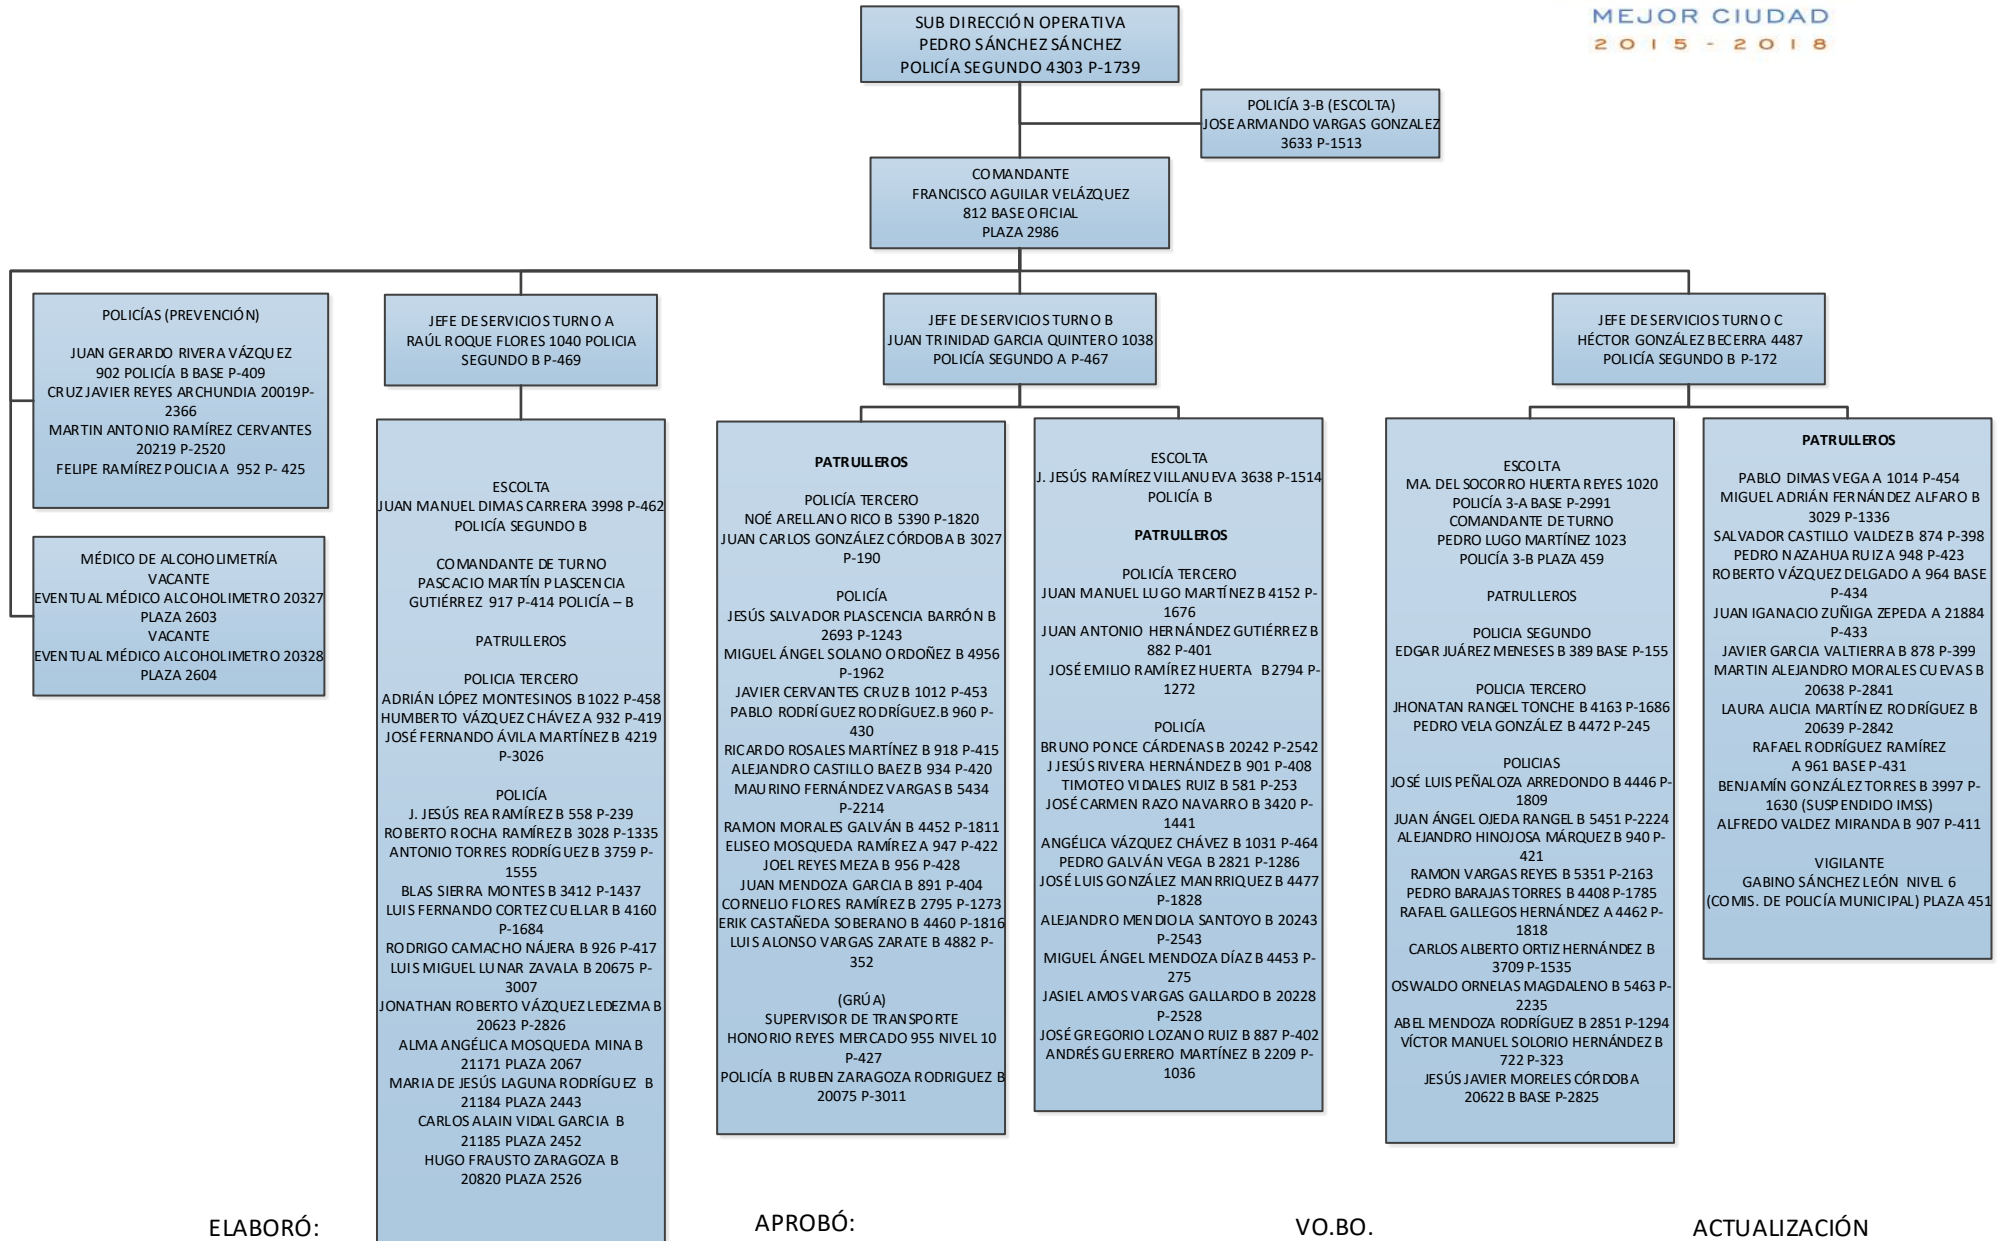 MEJOR CIUDAD
2015 - 2018
SUB DIRECCIÓN OPERATIVA
PEDRO SÁNCHEZ SÁNCHEZ
POLICÍA SEGUNDO 4303 P-1739
POLICÍA 3-B (ESCOLTA)
JOSE ARMANDO VARGAS GONZALEZ
3633 P-1513
COMANDANTE
FRANCISCO AGUILAR VELÁZQUEZ
812 BASE OFICIAL
PLAZA 2986
POLICÍAS (PREVENCIÓN)
JUAN GERARDO RIVERA VÁZQUEZ
902 POLICÍA B BASE P-409
CRUZ JAVIER REYES ARCHUNDIA 20019P-
2366
MARTIN ANTONIO RAMÍREZ CERVANTES
20219 P-2520
FELIPE RAMÍREZ POLICIA A 952 P- 425
MÉDICO DE ALCOHOLIMETRÍA
VACANTE
EVENTUAL MÉDICO ALCOHOLIMETRO 20327
PLAZA 2603
VACANTE
EVENTUAL MÉDICO ALCOHOLIMETRO 20328
PLAZA 2604
JEFE DE SERVICIOS TURNO A
RAÚL ROQUE FLORES 1040 POLICIA
SEGUNDO B P-469
ESCOLTA
JUAN MANUEL DIMAS CARRERA 3998 P-462
POLICÍA SEGUNDO B
COMANDANTE DE TURNO
PASCACIO MARTÍN PLASCENCIA
GUTIÉRREZ 917 P-414 POLICÍA – B
PATRULLEROS
POLICIA TERCERO
ADRIÁN LÓPEZ MONTESINOS B 1022 P-458
HUMBERTO VÁZQUEZ CHÁVEZ A 932 P-419
JOSÉ FERNANDO ÁVILA MARTÍNEZ B 4219
P-3026
POLICÍA
J. JESÚS REA RAMÍREZ B 558 P-239
ROBERTO ROCHA RAMÍREZ B 3028 P-1335
ANTONIO TORRES RODRÍGUEZ B 3759 P-
1555
BLAS SIERRA MONTES B 3412 P-1437
LUIS FERNANDO CORTEZ CUELLAR B 4160
P-1684
RODRIGO CAMACHO NÁJERA B 926 P-417
LUIS MIGUEL LUNAR ZAVALA B 20675 P-
3007
JONATHAN ROBERTO VÁZQUEZ LEDEZMA B
20623 P-2826
ALMA ANGÉLICA MOSQUEDA MINA B
21171 PLAZA 2067
MARIA DE JESÚS LAGUNA RODRÍGUEZ B
21184 PLAZA 2443
CARLOS ALAIN VIDAL GARCIA B
21185 PLAZA 2452
HUGO FRAUSTO ZARAGOZA B
20820 PLAZA 2526
JEFE DE SERVICIOS TURNO B
JUAN TRINIDAD GARCIA QUINTERO 1038
POLICÍA SEGUNDO A P-467
PATRULLEROS
POLICÍA TERCERO
NOÉ ARELLANO RICO B 5390 P-1820
JUAN CARLOS GONZÁLEZ CÓRDOBA B 3027
P-190
POLICÍA
JESÚS SALVADOR PLASCENCIA BARRÓN B
2693 P-1243
MIGUEL ÁNGEL SOLANO ORDOÑEZ B 4956
P-1962
JAVIER CERVANTES CRUZ B 1012 P-453
PABLO RODRÍGUEZ RODRÍGUEZ.B 960 P-
430
RICARDO ROSALES MARTÍNEZ B 918 P-415
ALEJANDRO CASTILLO BAEZ B 934 P-420
MAURINO FERNÁNDEZ VARGAS B 5434
P-2214
RAMON MORALES GALVÁN B 4452 P-1811
ELISEO MOSQUEDA RAMÍREZ A 947 P-422
JOEL REYES MEZA B 956 P-428
JUAN MENDOZA GARCIA B 891 P-404
CORNELIO FLORES RAMÍREZ B 2795 P-1273
ERIK CASTAÑEDA SOBERANO B 4460 P-1816
LUIS ALONSO VARGAS ZARATE B 4882 P-
352
(GRÚA)
SUPERVISOR DE TRANSPORTE
HONORIO REYES MERCADO 955 NIVEL 10
P-427
POLICÍA B RUBEN ZARAGOZA RODRIGUEZ B
20075 P-3011
ESCOLTA
J. JESÚS RAMÍREZ VILLANUEVA 3638 P-1514
POLICÍA B
PATRULLEROS
POLICÍA TERCERO
JUAN MANUEL LUGO MARTÍNEZ B 4152 P-
1676
JUAN ANTONIO HERNÁNDEZ GUTIÉRREZ B
882 P-401
JOSÉ EMILIO RAMÍREZ HUERTA B 2794 P-
1272
POLICÍA
BRUNO PONCE CÁRDENAS B 20242 P-2542
J JESÚS RIVERA HERNÁNDEZ B 901 P-408
TIMOTEO VIDALES RUIZ B 581 P-253
JOSÉ CARMEN RAZO NAVARRO B 3420 P-
1441
ANGÉLICA VÁZQUEZ CHÁVEZ B 1031 P-464
PEDRO GALVÁN VEGA B 2821 P-1286
JOSÉ LUIS GONZÁLEZ MANRRIQUEZ B 4477
P-1828
ALEJANDRO MENDIOLA SANTOYO B 20243
P-2543
MIGUEL ÁNGEL MENDOZA DÍAZ B 4453 P-
275
JASIEL AMOS VARGAS GALLARDO B 20228
P-2528
JOSÉ GREGORIO LOZANO RUIZ B 887 P-402
ANDRÉS GUERRERO MARTÍNEZ B 2209 P-
1036
JEFE DE SERVICIOS TURNO C
HÉCTOR GONZÁLEZ BECERRA 4487
POLICÍA SEGUNDO B P-172
ESCOLTA
MA. DEL SOCORRO HUERTA REYES 1020
POLICÍA 3-A BASE P-2991
COMANDANTE DE TURNO
PEDRO LUGO MARTÍNEZ 1023
POLICÍA 3-B PLAZA 459
PATRULLEROS
POLICIA SEGUNDO
EDGAR JUÁREZ MENESES B 389 BASE P-155
POLICIA TERCERO
JHONATAN RANGEL TONCHE B 4163 P-1686
PEDRO VELA GONZÁLEZ B 4472 P-245
POLICIAS
JOSÉ LUIS PEÑALOZA ARREDONDO B 4446 P-
1809
JUAN ÁNGEL OJEDA RANGEL B 5451 P-2224
ALEJANDRO HINOJOSA MÁRQUEZ B 940 P-
421
RAMON VARGAS REYES B 5351 P-2163
PEDRO BARAJAS TORRES B 4408 P-1785
RAFAEL GALLEGOS HERNÁNDEZ A 4462 P-
1818
CARLOS ALBERTO ORTIZ HERNÁNDEZ B
3709 P-1535
OSWALDO ORNELAS MAGDALENO B 5463 P-
2235
ABEL MENDOZA RODRÍGUEZ B 2851 P-1294
VÍCTOR MANUEL SOLORIO HERNÁNDEZ B
722 P-323
JESÚS JAVIER MORELES CÓRDOBA
20622 B BASE P-2825
PATRULLEROS
PABLO DIMAS VEGA A 1014 P-454
MIGUEL ADRIÁN FERNÁNDEZ ALFARO B
3029 P-1336
SALVADOR CASTILLO VALDEZ B 874 P-398
PEDRO NAZAHUA RUIZ A 948 P-423
ROBERTO VÁZQUEZ DELGADO A 964 BASE
P-434
JUAN IGANACIO ZUÑIGA ZEPEDA A 21884
P-433
JAVIER GARCIA VALTIERRA B 878 P-399
MARTIN ALEJANDRO MORALES CUEVAS B
20638 P-2841
LAURA ALICIA MARTÍNEZ RODRÍGUEZ B
20639 P-2842
RAFAEL RODRÍGUEZ RAMÍREZ
A 961 BASE P-431
BENJAMÍN GONZÁLEZ TORRES B 3997 P-
1630 (SUSPENDIDO IMSS)
ALFREDO VALDEZ MIRANDA B 907 P-411
VIGILANTE
GABINO SÁNCHEZ LEÓN NIVEL 6
(COMIS. DE POLICÍA MUNICIPAL) PLAZA 451
ELABORÓ:
APROBÓ:
VO.BO.
ACTUALIZACIÓN